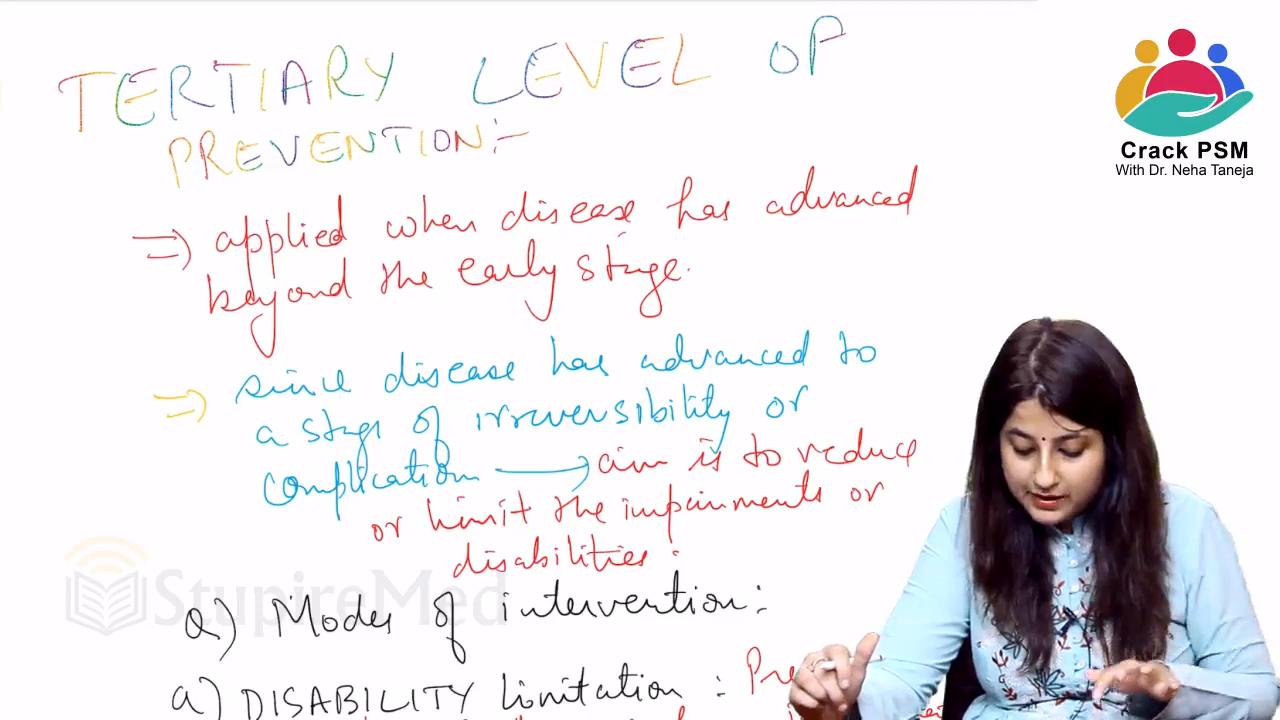 TERTIARY LEVEL OF
PREVENTION:-
⇒ applied when disease has advanced
beyond the early stage.
⇒ since disease has advanced to
a stage of irreversibility or
complication → aim is to reduce
or limit the impairments or
disabilities.
a) Modes of intervention:
a) DISABILITY limitation :
Crack PSM
With Dr. Neha Taneja
StupireMed